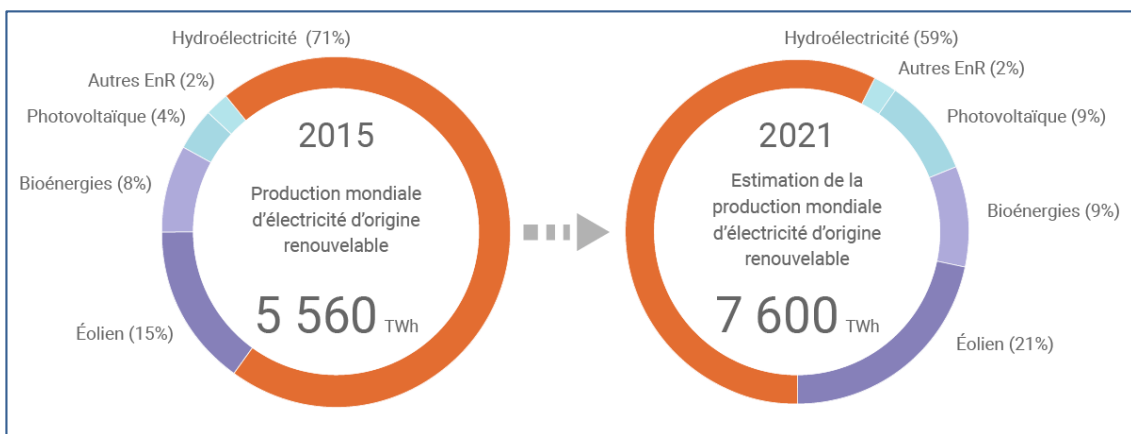 Hydroélectricité (71%)
Autres EnR (2%)
Photovoltaïque (4%)
Bioénergies (8%)
Éolien (15%)
2015
Production mondiale
d'électricité d'origine
renouvelable
5 560 TWh
Hydroélectricité (59%)
Autres EnR (2%)
Photovoltaïque (9%)
Bioénergies (9%)
Éolien (21%)
2021
Estimation de la
production mondiale
d'électricité d'origine
renouvelable
7 600 TWh